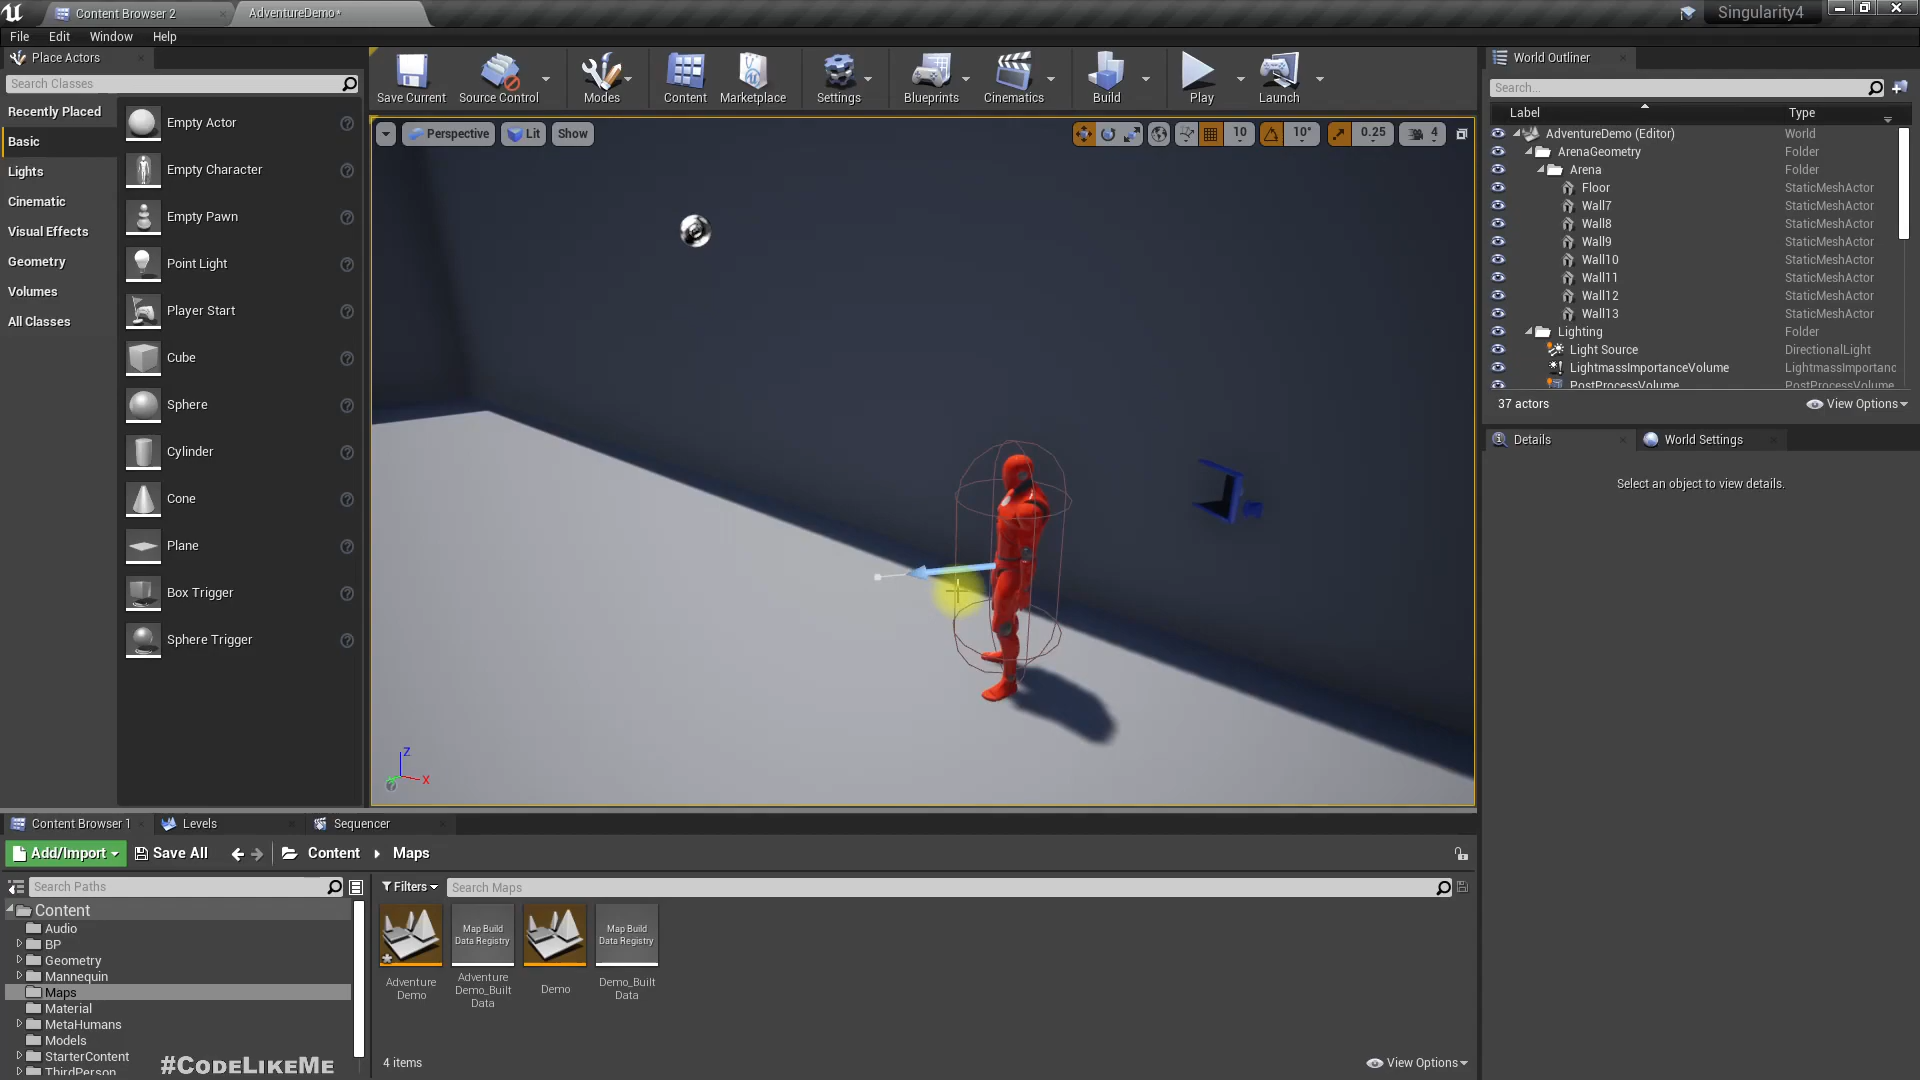 Content Browser 2
AdventureDemo*
Singularity4
File Edit Window Help
Place Actors
Search Classes
Recently Placed
Basic
Lights
Cinematic
Visual Effects
Geometry
Volumes
All Classes
Empty Actor
Empty Character
Empty Pawn
Point Light
Player Start
Cube
Sphere
Cylinder
Cone
Plane
Box Trigger
Sphere Trigger
Save Current Source Control Modes Content Marketplace Settings Blueprints Cinematics Build Play Launch
Perspective Lit Show
10 10° 0.25 4
Z
X
World Outliner
Search...
Label Type
AdventureDemo (Editor) World
ArenaGeometry Folder
Arena Folder
Floor StaticMeshActor
Wall7 StaticMeshActor
Wall8 StaticMeshActor
Wall9 StaticMeshActor
Wall10 StaticMeshActor
Wall11 StaticMeshActor
Wall12 StaticMeshActor
Wall13 StaticMeshActor
Lighting Folder
Light Source DirectionalLight
LightmassImportanceVolume LightmassImportanc
PostProcessVolume PostProcessVolume
37 actors
View Options
Details
World Settings
Select an object to view details.
Content Browser 1
Levels
Sequencer
Add/Import Save All Content Maps
Search Paths
Filters
Search Maps
Content
Audio
BP
Geometry
Mannequin
Maps
Material
MetaHumans
Models
StarterContent
ThirdPerson
Map Build
Data Registry
Map Build
Data Registry
Adventure
Demo
Adventure
Demo_Built
Data
Demo
Demo_Built
Data
4 items
View Options
#CodeLikeMe